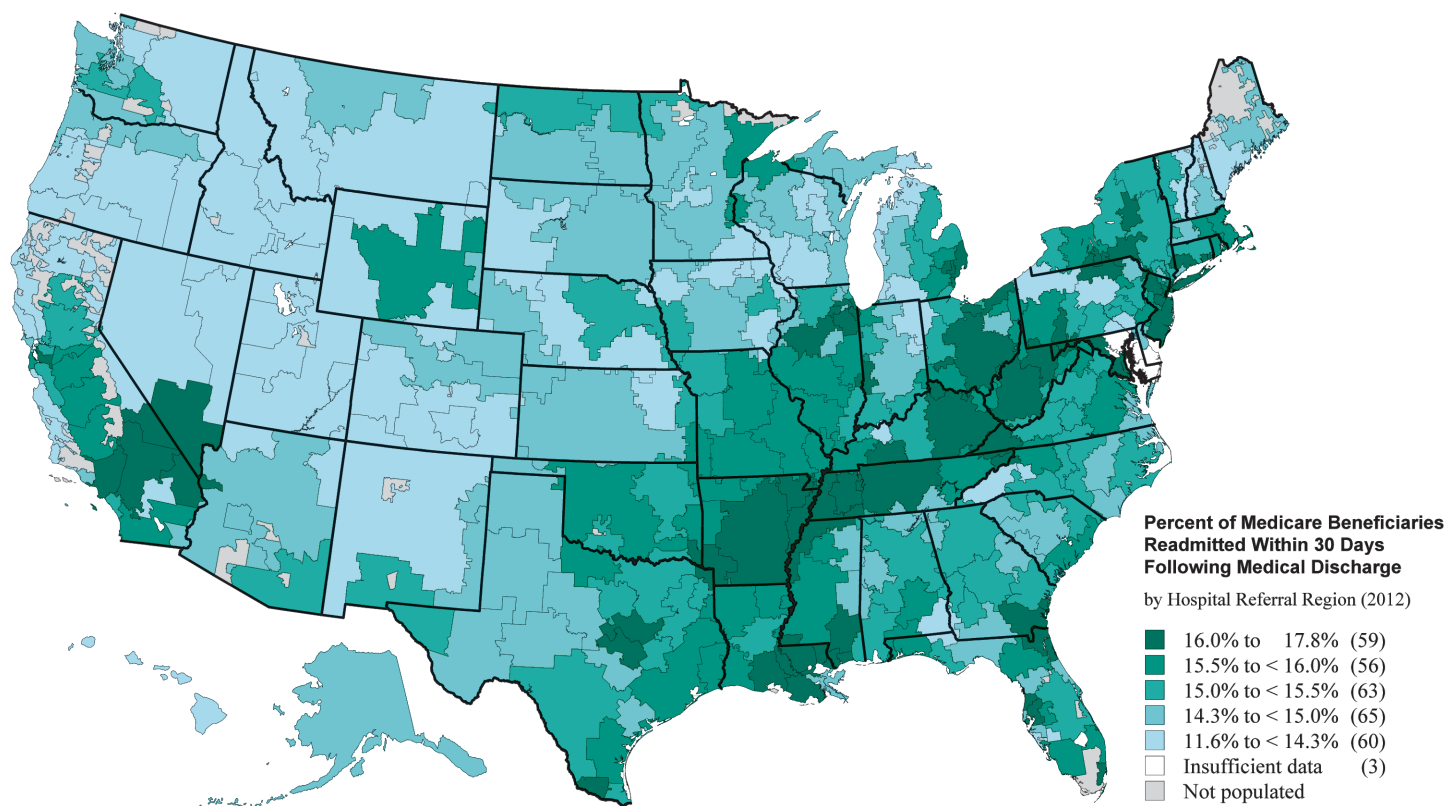 Percent of Medicare Beneficiaries
Readmitted Within 30 Days
Following Medical Discharge
by Hospital Referral Region (2012)
16.0% to 17.8% (59)
15.5% to < 16.0% (56)
15.0% to < 15.5% (63)
14.3% to < 15.0% (65)
11.6% to < 14.3% (60)
Insufficient data (3)
Not populated